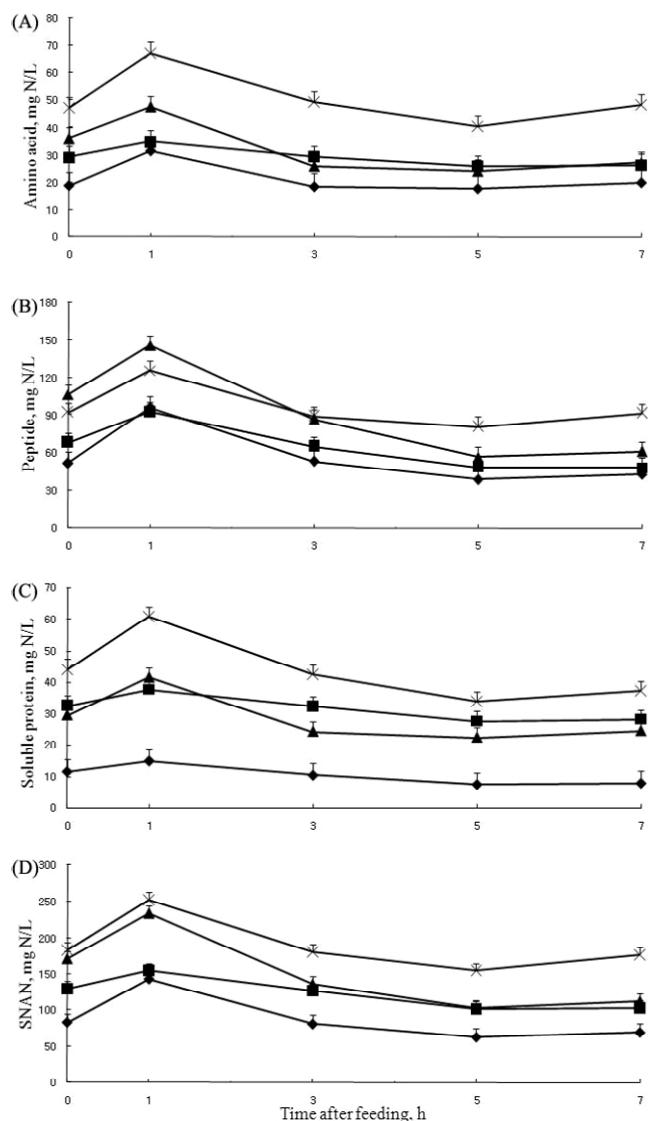 (A)
Amino acid, mg N/L
80
70
60
50
40
30
20
10
0
0 1 3 5 7
(B)
Peptide, mg N/L
180
150
120
90
60
30
0
0 1 3 5 7
(C)
Soluble protein, mg N/L
70
60
50
40
30
20
10
0
0 1 3 5 7
(D)
SNAN, mg N/L
300
250
200
150
100
50
0
0 1 3 5 7
Time after feeding, h